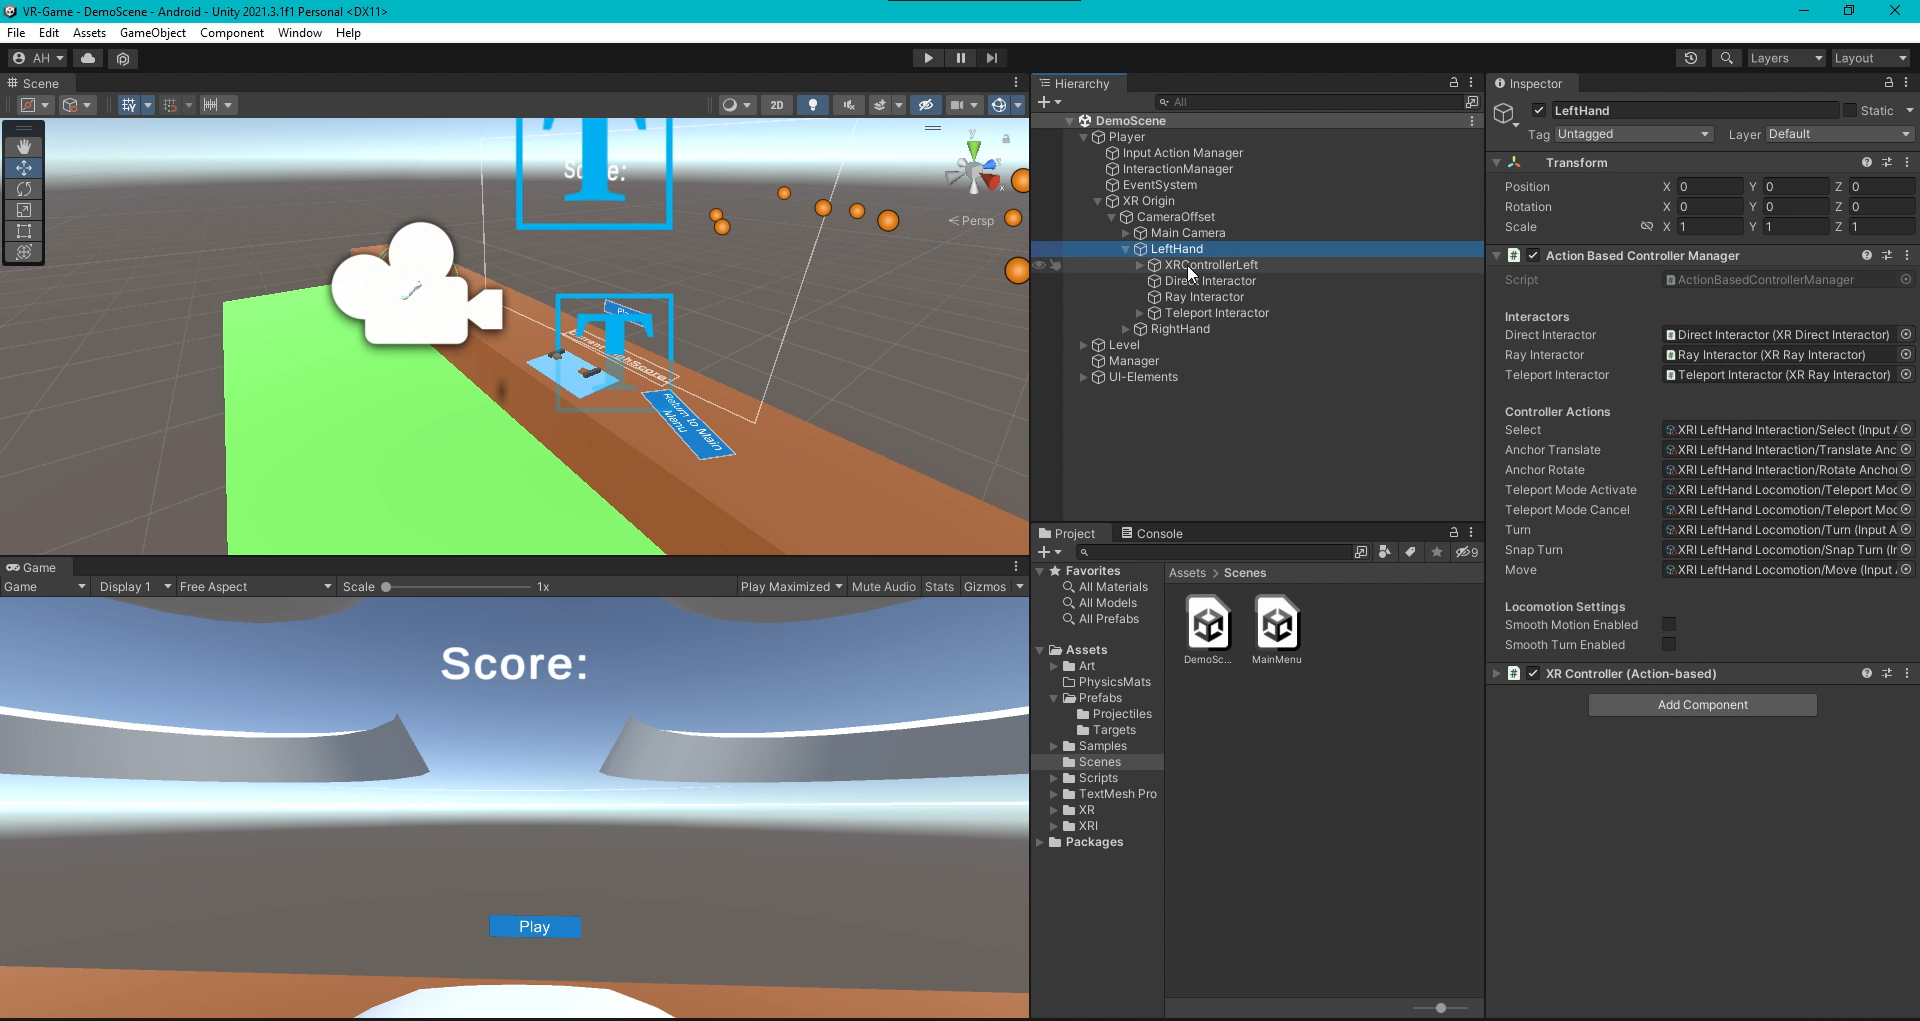 VR-Game - DemoScene - Android - Unity 2021.3.1f1 Personal <DX11>
File Edit Assets GameObject Component Window Help
AH
Layers
Layout
Scene
2D
Score:
y
x
Persp
Return to Main Menu
Game
Game
Display 1
Free Aspect
Scale
1x
Play Maximized
Mute Audio
Stats
Gizmos
Score:
Play
Hierarchy
All
DemoScene
Player
Input Action Manager
InteractionManager
EventSystem
XR Origin
CameraOffset
Main Camera
LeftHand
XRControllerLeft
Direct Interactor
Ray Interactor
Teleport Interactor
RightHand
Level
Manager
UI-Elements
Project
Console
9
Favorites
All Materials
All Models
All Prefabs
Assets
Art
PhysicsMats
Prefabs
Projectiles
Targets
Samples
Scenes
Scripts
TextMesh Pro
XR
XRI
Packages
Assets > Scenes
DemoSc...
MainMenu
Inspector
LeftHand
Static
Tag Untagged
Layer Default
Transform
Position X 0 Y 0 Z 0
Rotation X 0 Y 0 Z 0
Scale X 1 Y 1 Z 1
Action Based Controller Manager
Script ActionBasedControllerManager
Interactors
Direct Interactor Direct Interactor (XR Direct Interactor)
Ray Interactor Ray Interactor (XR Ray Interactor)
Teleport Interactor Teleport Interactor (XR Ray Interactor)
Controller Actions
Select XRI LeftHand Interaction/Select (Input A
Anchor Translate XRI LeftHand Interaction/Translate Anc
Anchor Rotate XRI LeftHand Interaction/Rotate Anchor
Teleport Mode Activate XRI LeftHand Locomotion/Teleport Moc
Teleport Mode Cancel XRI LeftHand Locomotion/Teleport Moc
Turn XRI LeftHand Locomotion/Turn (Input A
Snap Turn XRI LeftHand Locomotion/Snap Turn (Ir
Move XRI LeftHand Locomotion/Move (Input
Locomotion Settings
Smooth Motion Enabled
Smooth Turn Enabled
XR Controller (Action-based)
Add Component